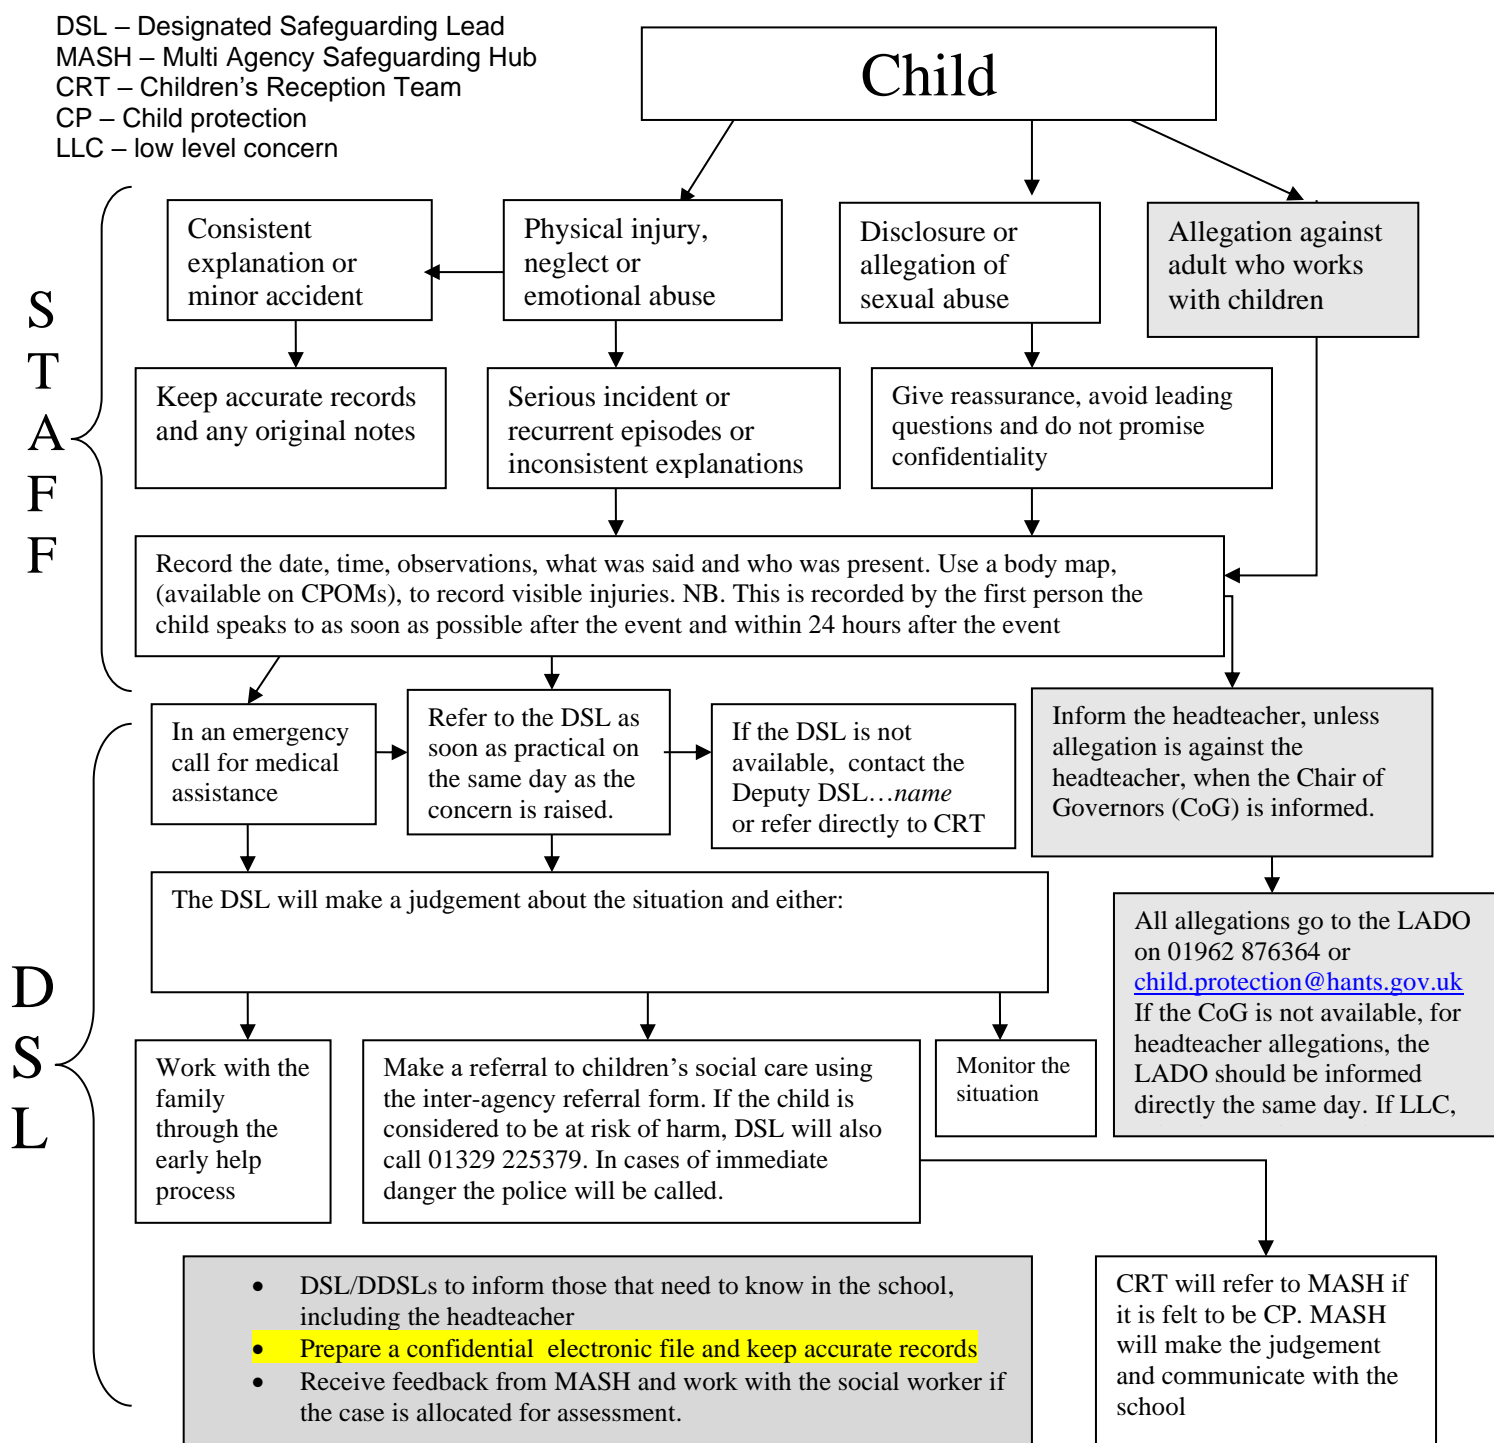 DSL – Designated Safeguarding Lead
MASH – Multi Agency Safeguarding Hub
CRT – Children's Reception Team
CP – Child protection
LLC – low level concern
Child
S
T
A
F
F
Consistent
explanation or
minor accident
Physical injury,
neglect or
emotional abuse
Disclosure or
allegation of
sexual abuse
Allegation against
adult who works
with children
Keep accurate records
and any original notes
Serious incident or
recurrent episodes or
inconsistent explanations
Give reassurance, avoid leading
questions and do not promise
confidentiality
Record the date, time, observations, what was said and who was present. Use a body map,
(available on CPOMs), to record visible injuries. NB. This is recorded by the first person the
child speaks to as soon as possible after the event and within 24 hours after the event
D
S
L
In an emergency
call for medical
assistance
Refer to the DSL as
soon as practical on
the same day as the
concern is raised.
If the DSL is not
available, contact the
Deputy DSL…name
or refer directly to CRT
Inform the headteacher, unless
allegation is against the
headteacher, when the Chair of
Governors (CoG) is informed.
The DSL will make a judgement about the situation and either:
All allegations go to the LADO
on 01962 876364 or
child.protection@hants.gov.uk
If the CoG is not available, for
headteacher allegations, the
LADO should be informed
directly the same day. If LLC,
Work with the
family
through the
early help
process
Make a referral to children's social care using
the inter-agency referral form. If the child is
considered to be at risk of harm, DSL will also
call 01329 225379. In cases of immediate
danger the police will be called.
Monitor the
situation
• DSL/DDSLs to inform those that need to know in the school,
including the headteacher
• Prepare a confidential electronic file and keep accurate records
• Receive feedback from MASH and work with the social worker if
the case is allocated for assessment.
CRT will refer to MASH if
it is felt to be CP. MASH
will make the judgement
and communicate with the
school